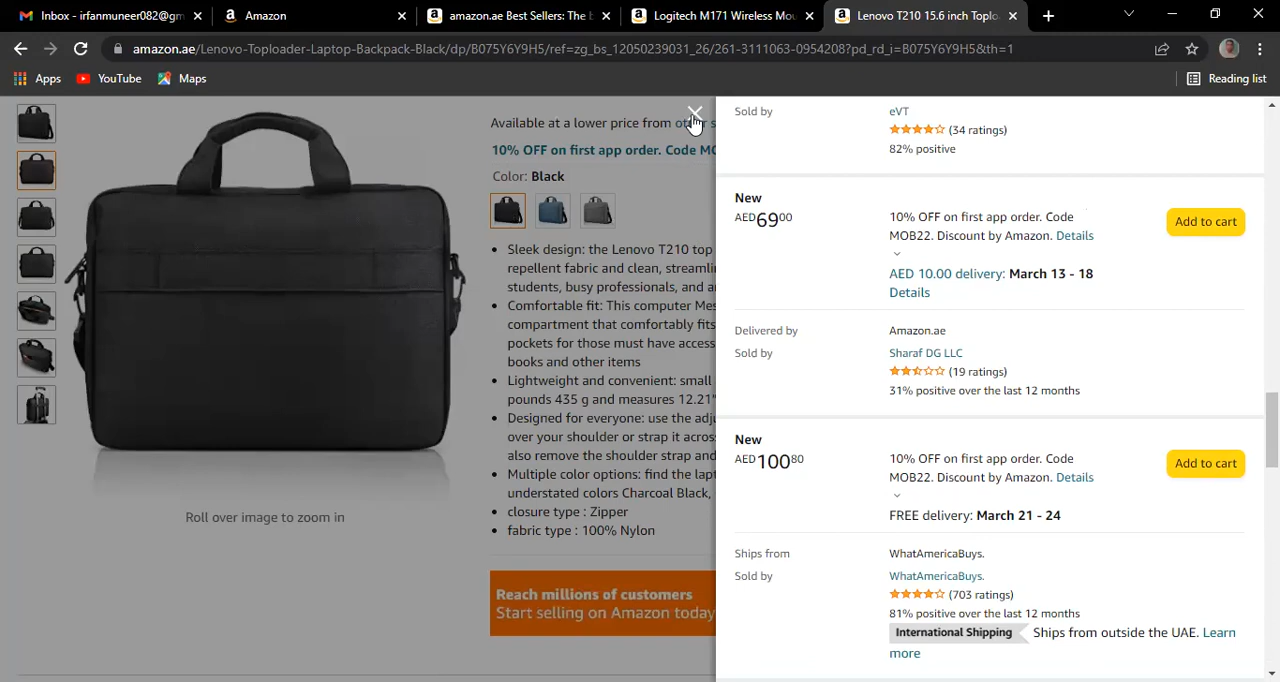 Inbox - irfanmuneer082@gm
Amazon
amazon.ae Best Sellers: The b
Logitech M171 Wireless Mou
Lenovo T210 15.6 inch Toplo
amazon.ae/Lenovo-Toploader-Laptop-Backpack-Black/dp/B075Y6Y9H5/ref=zg_bs_12050239031_26/261-3111063-0954208?pd_rd_i=B075Y6Y9H5&th=1
Apps YouTube Maps Reading list
Available at a lower price from other s
10% OFF on first app order. Code MO
Color: Black
Sleek design: the Lenovo T210 top
repellent fabric and clean, streamli
students, busy professionals, and a
Comfortable fit: This computer Mes
compartment that comfortably fits
pockets for those must have access
books and other items
Lightweight and convenient: small
pounds 435 g and measures 12.21"
Designed for everyone: use the adju
over your shoulder or strap it acros
also remove the shoulder strap and
Multiple color options: find the lapt
understated colors Charcoal Black,
closure type : Zipper
fabric type : 100% Nylon
Roll over image to zoom in
Reach millions of customers
Start selling on Amazon today
Sold by eVT
(34 ratings)
82% positive
New
AED6900
10% OFF on first app order. Code
MOB22. Discount by Amazon. Details
Add to cart
AED 10.00 delivery: March 13 - 18
Details
Delivered by Amazon.ae
Sold by Sharaf DG LLC
(19 ratings)
31% positive over the last 12 months
New
AED10080
10% OFF on first app order. Code
MOB22. Discount by Amazon. Details
Add to cart
FREE delivery: March 21 - 24
Ships from WhatAmericaBuys.
Sold by WhatAmericaBuys.
(703 ratings)
81% positive over the last 12 months
International Shipping Ships from outside the UAE. Learn
more